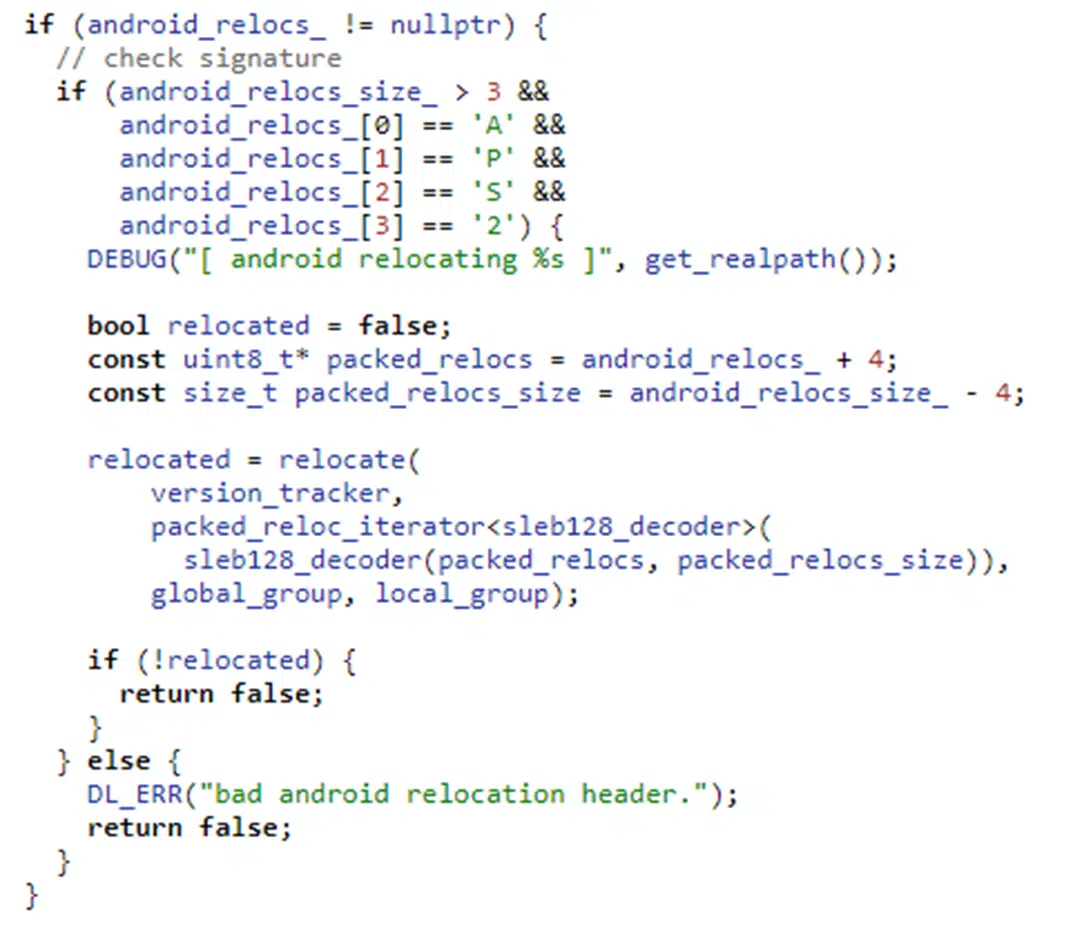 if (android_relocs_ != nullptr) {
  // check signature
  if (android_relocs_size_ > 3 &&
      android_relocs_[0] == 'A' &&
      android_relocs_[1] == 'P' &&
      android_relocs_[2] == 'S' &&
      android_relocs_[3] == '2') {
    DEBUG("[ android relocating %s ]", get_realpath());

    bool relocated = false;
    const uint8_t* packed_relocs = android_relocs_ + 4;
    const size_t packed_relocs_size = android_relocs_size_ - 4;

    relocated = relocate(
        version_tracker,
        packed_reloc_iterator<sleb128_decoder>(
          sleb128_decoder(packed_relocs, packed_relocs_size)),
        global_group, local_group);

    if (!relocated) {
      return false;
    }
  } else {
    DL_ERR("bad android relocation header.");
    return false;
  }
}